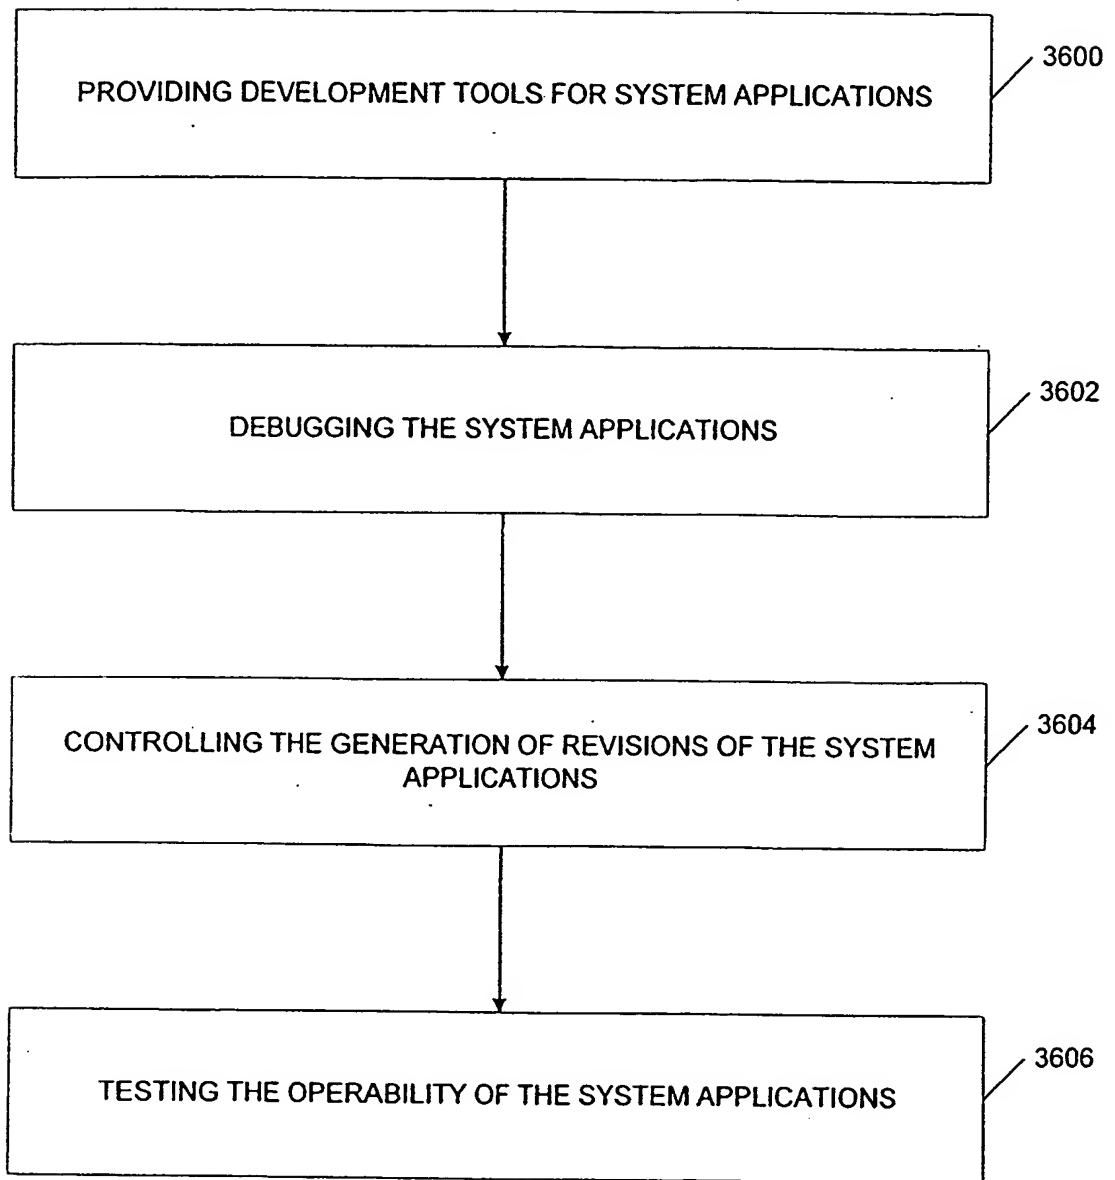 PROVIDING DEVELOPMENT TOOLS FOR SYSTEM APPLICATIONS
3600
DEBUGGING THE SYSTEM APPLICATIONS
3602
CONTROLLING THE GENERATION OF REVISIONS OF THE SYSTEM
APPLICATIONS
3604
TESTING THE OPERABILITY OF THE SYSTEM APPLICATIONS
3606